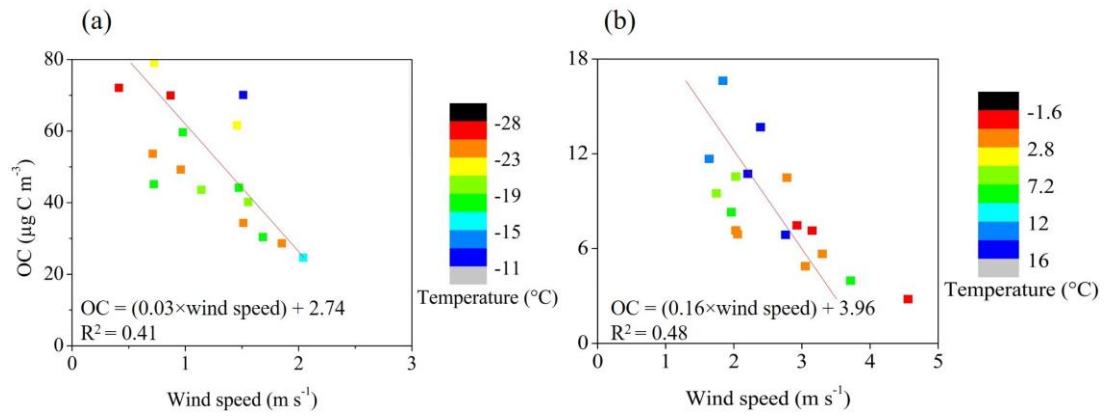 (a)
80
60
40
20
0
OC (μg C m⁻³)
OC = (0.03×wind speed) + 2.74
R² = 0.41
0
1
2
3
Wind speed (m s⁻¹)
-28
-23
-19
-15
-11
Temperature (°C)
(b)
18
12
6
0
OC = (0.16×wind speed) + 3.96
R² = 0.48
0
1
2
3
4
5
Wind speed (m s⁻¹)
-1.6
2.8
7.2
12
16
Temperature (°C)